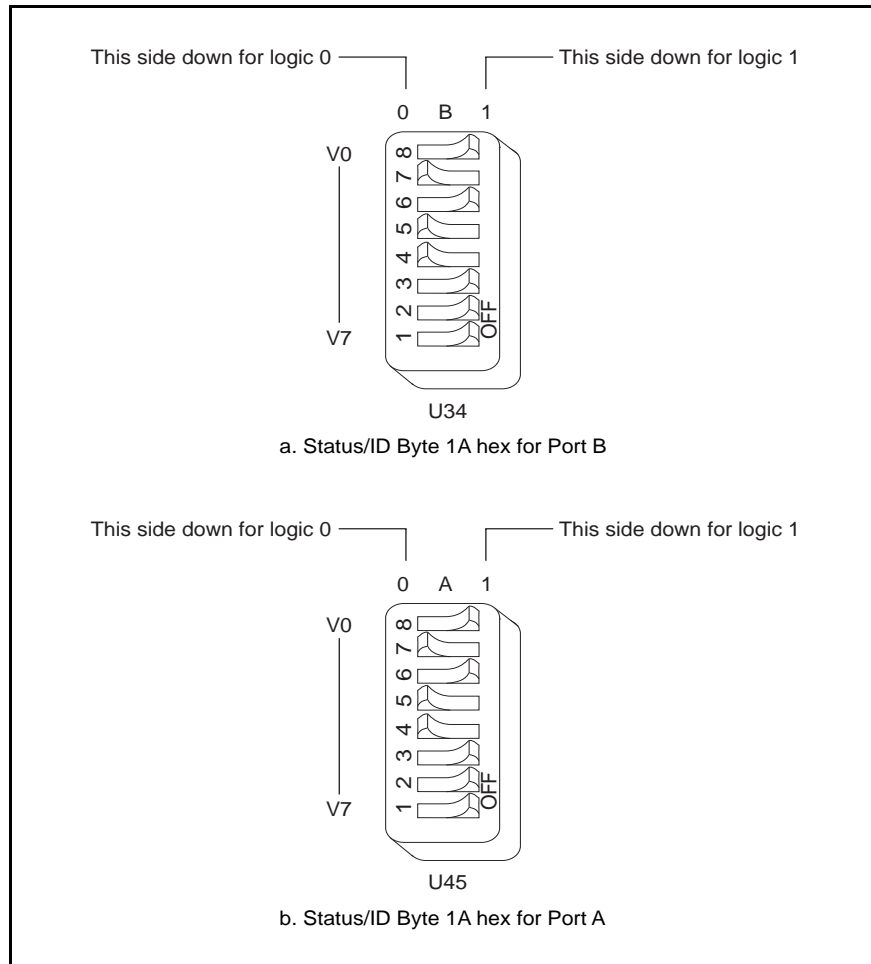 This side down for logic 0 This side down for logic 1
0 B 1
V0 8
7
6
5
4
3
2 OFF
V7 1
U34
a. Status/ID Byte 1A hex for Port B
This side down for logic 0 This side down for logic 1
0 A 1
V0 8
7
6
5
4
3
2 OFF
V7 1
U45
b. Status/ID Byte 1A hex for Port A